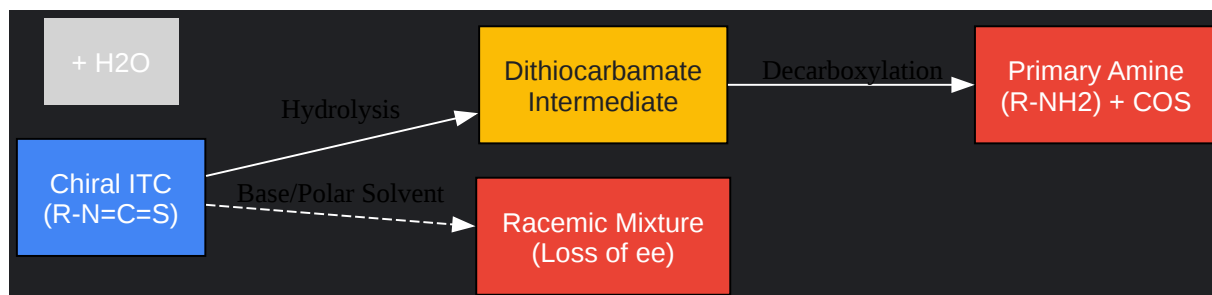 + H2O
Hydrolysis
Dithiocarbamate
Intermediate
Decarboxylation
Primary Amine
(R-NH2) + COS
Chiral ITC
(R-N=C=S)
Base/Polar Solvent
Racemic Mixture
(Loss of ee)